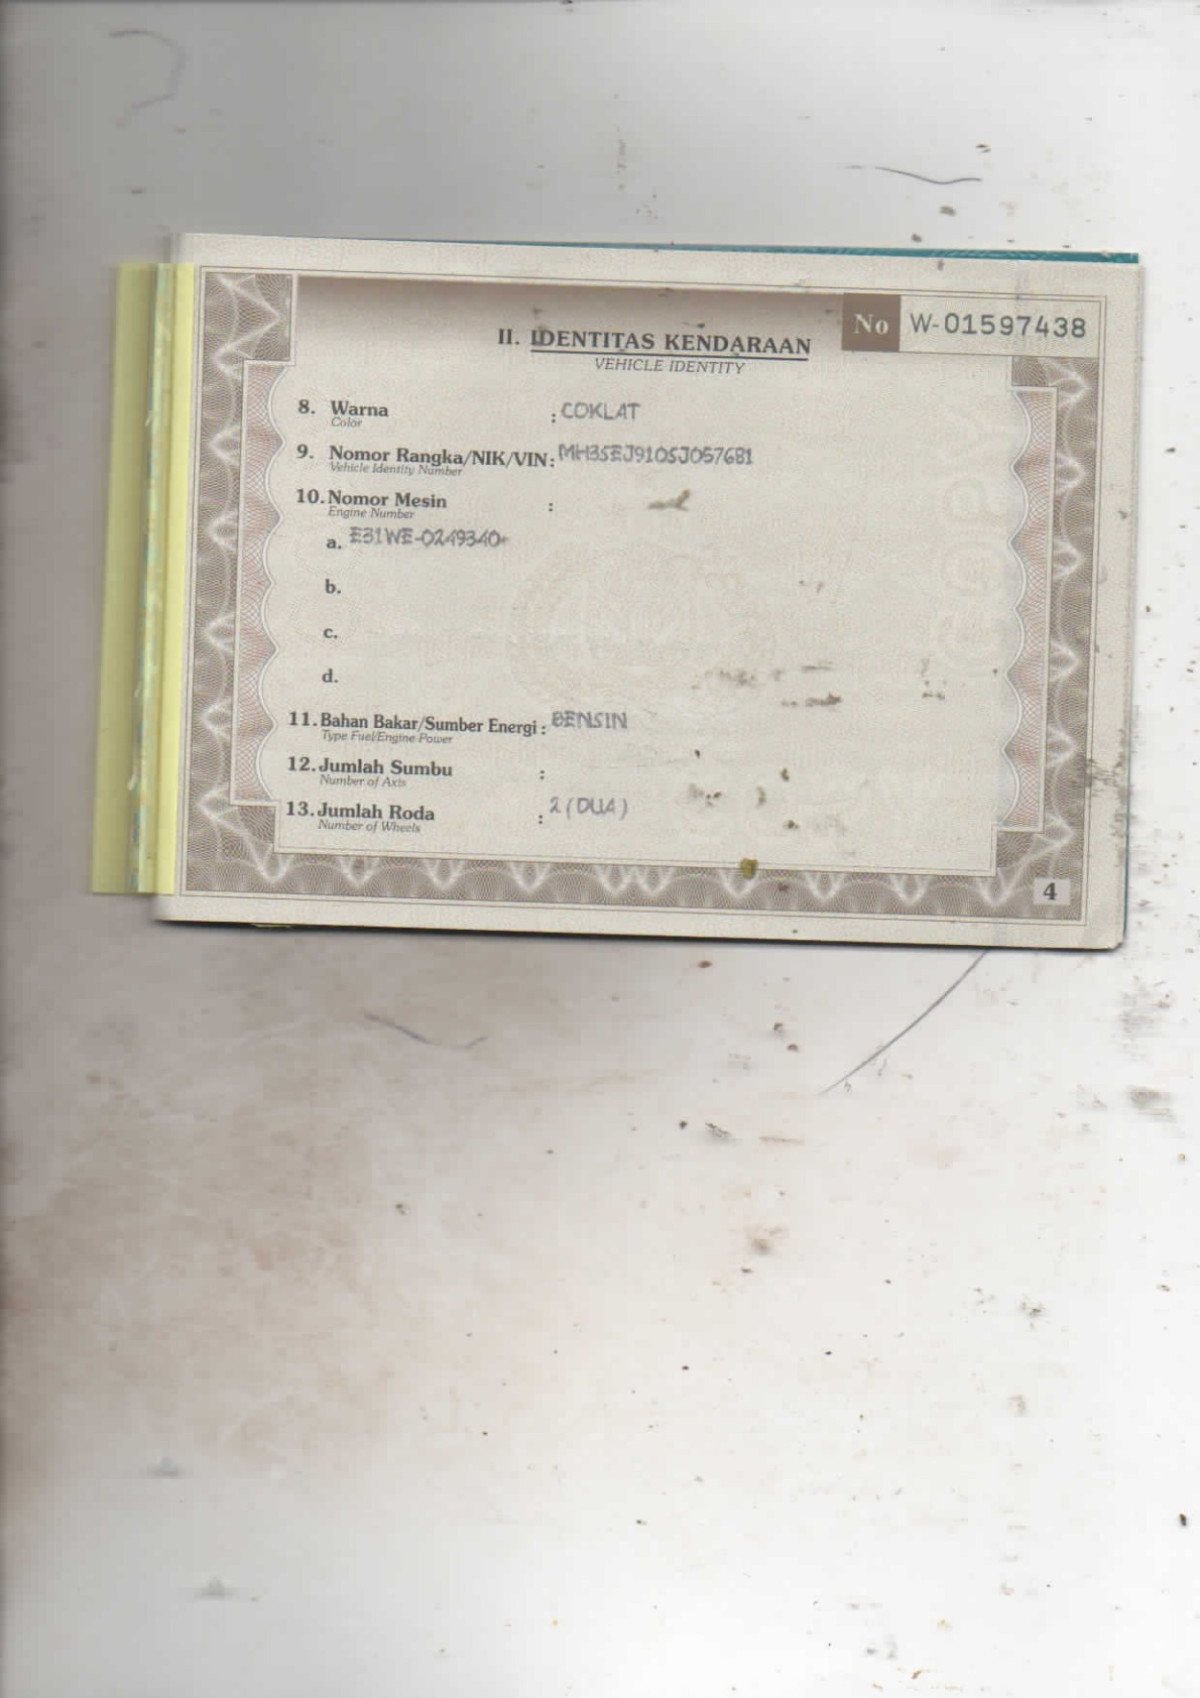 No W-01597438
II. IDENTITAS KENDARAAN
VEHICLE IDENTITY
8. Warna : COKLAT
Color
9. Nomor Rangka/NIK/VIN : MH3SEJ910SJ057681
Vehicle Identity Number
10. Nomor Mesin :
Engine Number
a. E31WE-0249340
b.
c.
d.
11. Bahan Bakar/Sumber Energi : BENSIN
Type Fuel/Engine Power
12. Jumlah Sumbu :
Number of Axis
13. Jumlah Roda : 2 (DUA)
Number of Wheels
4